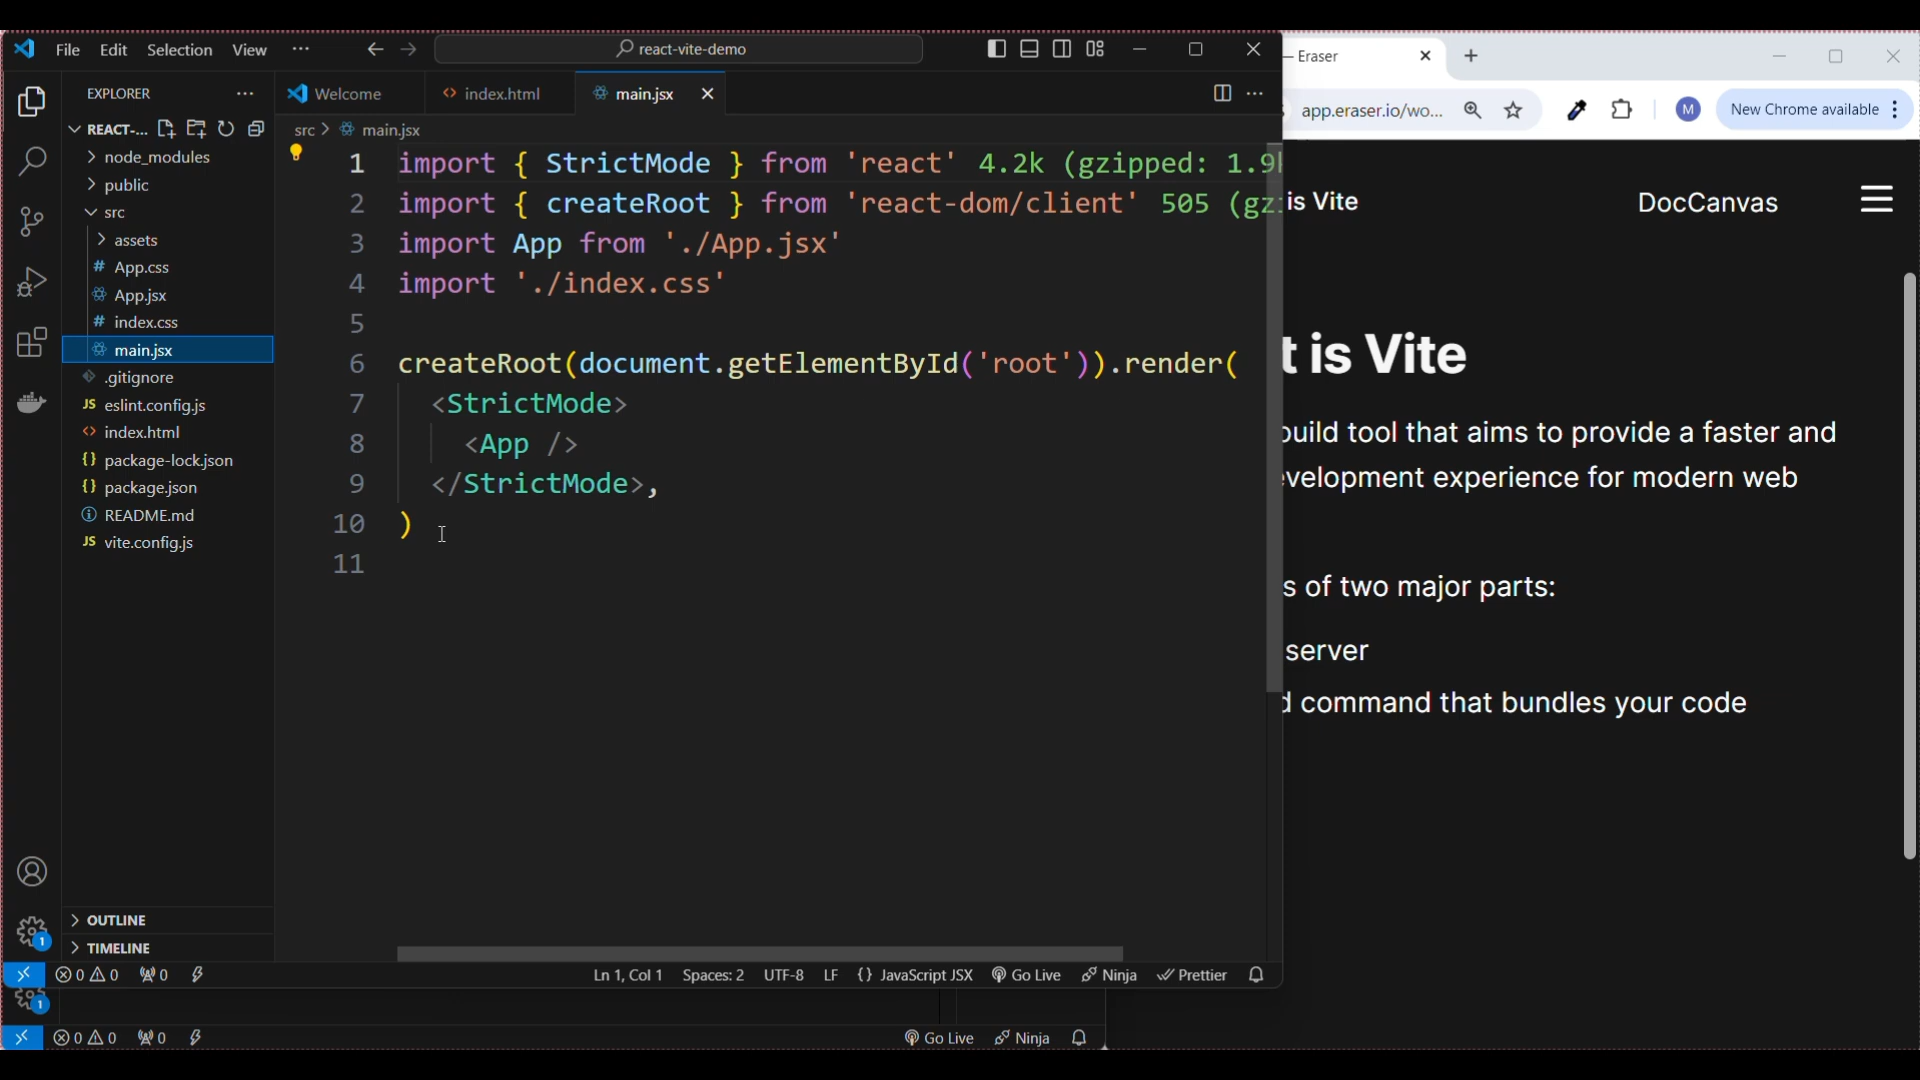 File Edit Selection View ··· react-vite-demo
EXPLORER ···
REACT-...
node_modules
public
src
assets
App.css
App.jsx
index.css
main.jsx
.gitignore
eslint.config.js
index.html
package-lock.json
package.json
README.md
vite.config.js
OUTLINE
TIMELINE
Welcome index.html main.jsx
src > main.jsx
1 import { StrictMode } from 'react' 4.2k (gzipped: 1.9
2 import { createRoot } from 'react-dom/client' 505 (gz
3 import App from './App.jsx'
4 import './index.css'
5
6 createRoot(document.getElementById('root')).render(
7 <StrictMode>
8 <App />
9 </StrictMode>,
10 )
11
0 0 0 Ln 1, Col 1 Spaces: 2 UTF-8 LF {} JavaScript JSX Go Live Ninja Prettier
1
1
0 0 0 Go Live Ninja
— Eraser
app.eraser.io/wo... M New Chrome available
is Vite DocCanvas
t is Vite
build tool that aims to provide a faster and
velopment experience for modern web
s of two major parts:
server
d command that bundles your code